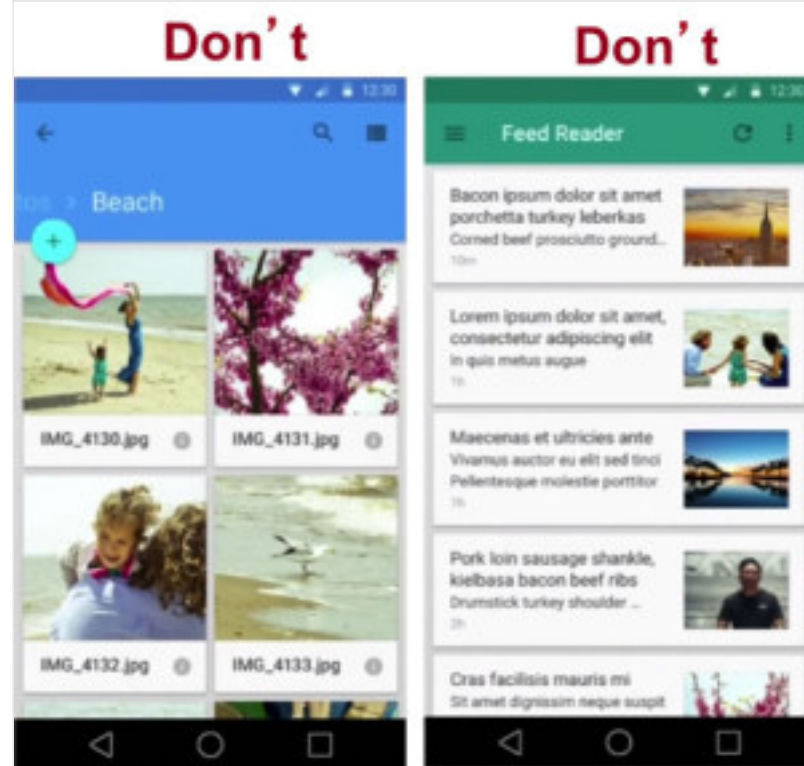 Don't
Don't
12:30
tos > Beach
IMG_4130.jpg
IMG_4131.jpg
IMG_4132.jpg
IMG_4133.jpg
12:30
Feed Reader
Bacon ipsum dolor sit amet
porchetta turkey leberkas
Corned beef prosciutto ground...
10m
Lorem ipsum dolor sit amet,
consectetur adipiscing elit
In quis metus augue
1h
Maecenas et ultricies ante
Vivamus auctor eu elit sed tinci
Pellentesque molestie porttitor
1h
Pork loin sausage shankle,
kielbasa bacon beef ribs
Drumstick turkey shoulder ...
2h
Cras facilisis mauris mi
Sit amet dignissim neque suspit